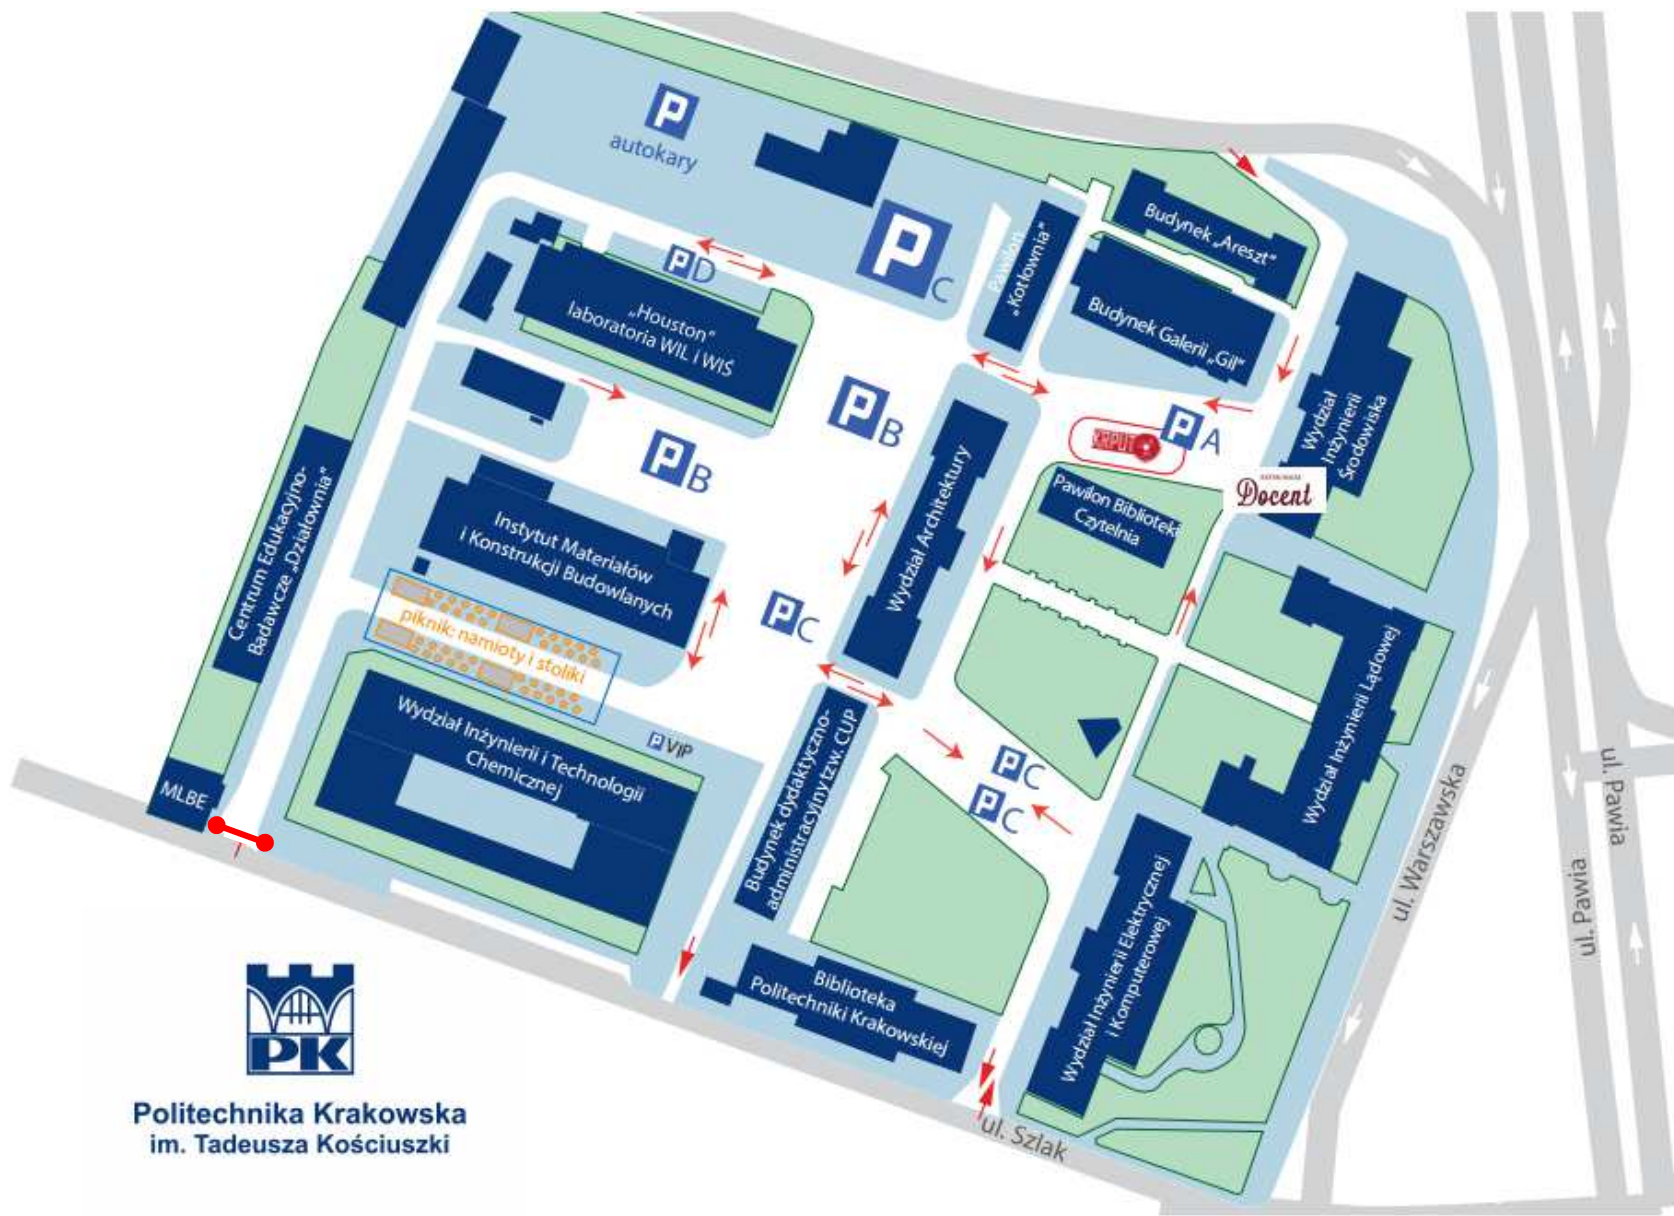 P
autokary
P
C
P D
Budynek „Areszt"
Pawilon
„Kotłownia"
Budynek Galerii „Gil"
„Houston"
laboratoria WIL i WIŚ
P
B
P
B
P A
KRPUT
Wydział
Inżynierii
Środowiska
Docent
Pawilon Biblioteki
Czytelnia
Wydział Architektury
Centrum Edukacyjno-
Badawcze „Działownia"
Instytut Materiałów
i Konstrukcji Budowlanych
piknik: namioty i stoliki
P C
Wydział Inżynierii Lądowej
Wydział Inżynierii i Technologii
Chemicznej
P VIP
Budynek dydaktyczno-
administracyjny tzw. CUP
P C
P C
MLBE
ul. Warszawska
ul. Pawia
ul. Pawia
Wydział Inżynierii Elektrycznej
i Komputerowej
Biblioteka
Politechniki Krakowskiej
ul. Szlak
PK
Politechnika Krakowska
im. Tadeusza Kościuszki